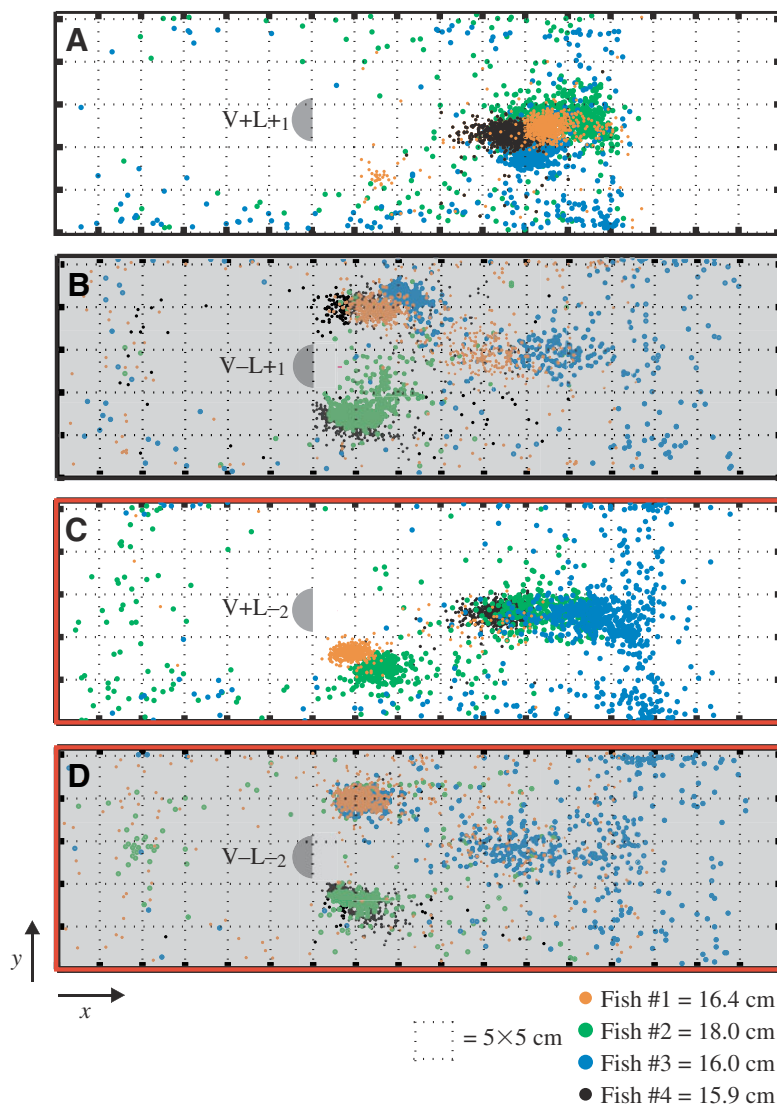 A
V+L+1
B
V–L+1
C
V+L–2
D
V–L–2
y
x
= 5×5 cm
Fish #1 = 16.4 cm
Fish #2 = 18.0 cm
Fish #3 = 16.0 cm
Fish #4 = 15.9 cm